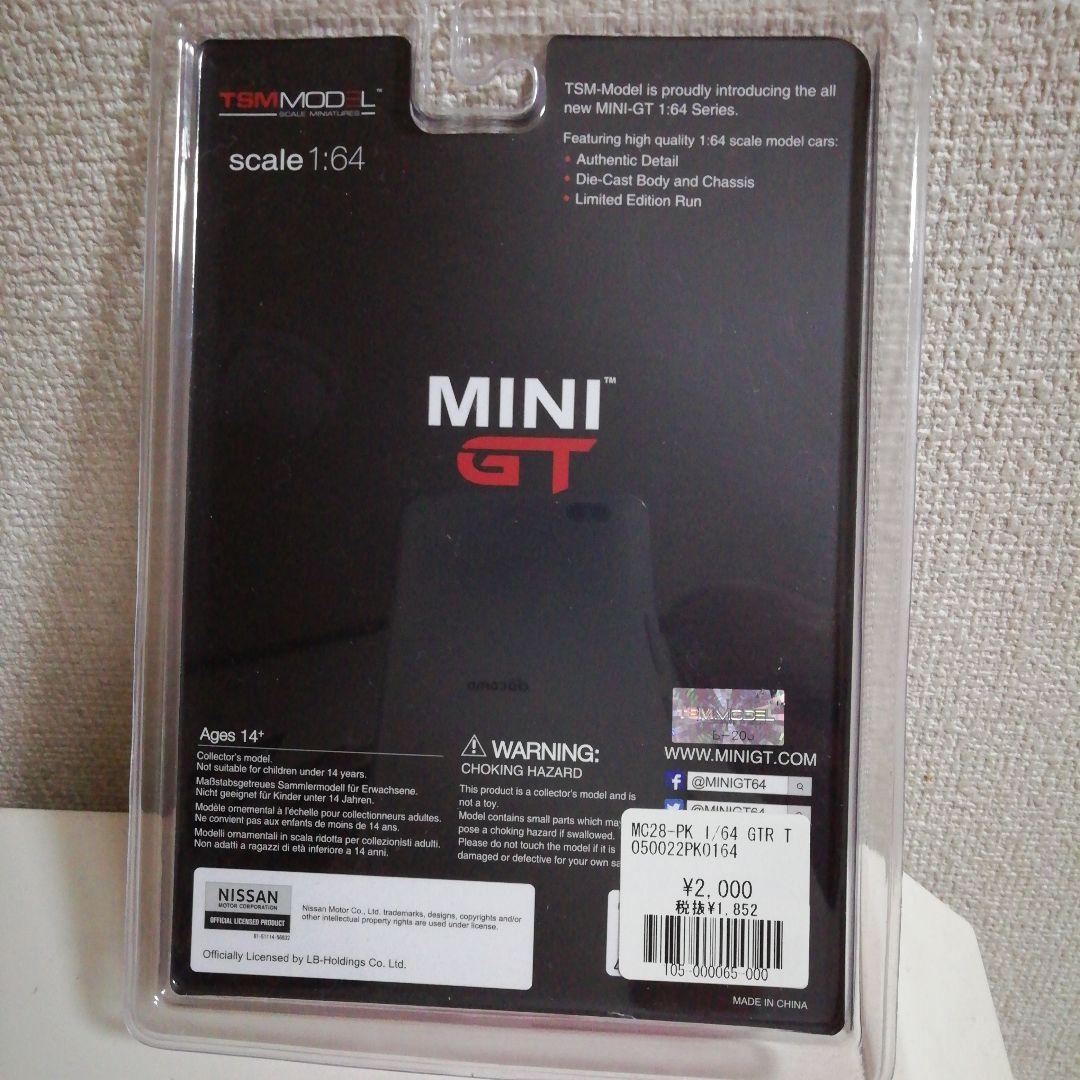 TSMMODEL™
SCALE MINIATURES
scale 1:64
TSM-Model is proudly introducing the all
new MINI-GT 1:64 Series.
Featuring high quality 1:64 scale model cars:
• Authentic Detail
• Die-Cast Body and Chassis
• Limited Edition Run
MINI™
GT
docomo
Ages 14+
Collector's model.
Not suitable for children under 14 years.
Maßstabsgetreues Sammlermodell für Erwachsene.
Nicht geeignet für Kinder unter 14 Jahren.
Modèle ornemental à l'échelle pour collectionneurs adultes.
Ne convient pas aux enfants de moins de 14 ans.
Modelli ornamentali in scala ridotta per collezionisti adulti.
Non adatti a ragazzi di età inferiore a 14 anni.
WARNING:
CHOKING HAZARD
This product is a collector's model and is
not a toy.
Model contains small parts which may
pose a choking hazard if swallowed.
Please do not touch the model if it is
damaged or defective for your own sa
TSM-MODEL
WWW.MINIGT.COM
@MINIGT64
@MINIGT64
MC28-PK 1/64 GTR T
050022PK0164
¥2,000
税抜¥1,852
T05-000065-000
NISSAN
MOTOR CORPORATION
OFFICIAL LICENSED PRODUCT
Nissan Motor Co., Ltd. trademarks, designs, copyrights and/or
other intellectual property rights are used under license.
Officially Licensed by LB-Holdings Co. Ltd.
MADE IN CHINA